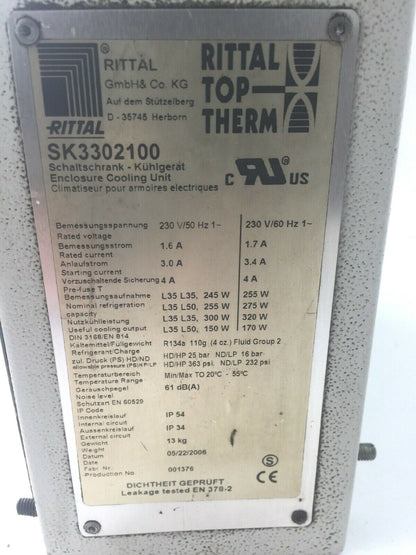 RITTAL
GmbH& Co. KG
Auf dem Stützelberg
D - 35745 Herborn
RITTAL
RITTAL
TOP
THERM
SK3302100
Schaltschrank - Kühlgerät
Enclosure Cooling Unit
Climatiseur pour armoires electriques
C RU US
Bemessungsspannung 230 V/50 Hz 1~ 230 V/60 Hz 1~
Rated voltage
Bemessungsstrom 1.6 A 1.7 A
Rated current
Anlaufstrom 3.0 A 3.4 A
Starting current
Vorzuschaltende Sicherung 4 A 4 A
Pre-fuse T
Bemessungsaufnahme L35 L35, 245 W 255 W
Nominal refrigeration L35 L50, 255 W 275 W
capacity
Nutzkühlleistung L35 L35, 300 W 320 W
Useful cooling output L35 L50, 150 W 170 W
DIN 3168/EN 814
Kaltemittel/Füllgewicht R134a 110g (4 oz.) Fluid Group 2
Refrigerant/Charge
zul. Druck (PS) HD/ND HD/HP 25 bar ND/LP 16 bar
allowable pressure (PS) HP/LP HD/HP 363 psi ND/LP 232 psi
Temperaturbereich Min/Max TO 20°C - 55°C
Temperature Range
Geräuschpegel 61 dB(A)
Noise level
Schutzart EN 60529
IP Code
Innenkreislauf IP 54
Internal circuit
Aussenkreislauf IP 34
External circuit
Gewicht 13 kg
Weight
Datum 05/22/2006
Date
Fabr. Nr. 001376
Production No.
DICHTHEIT GEPRUFT
Leakage tested EN 378-2
S